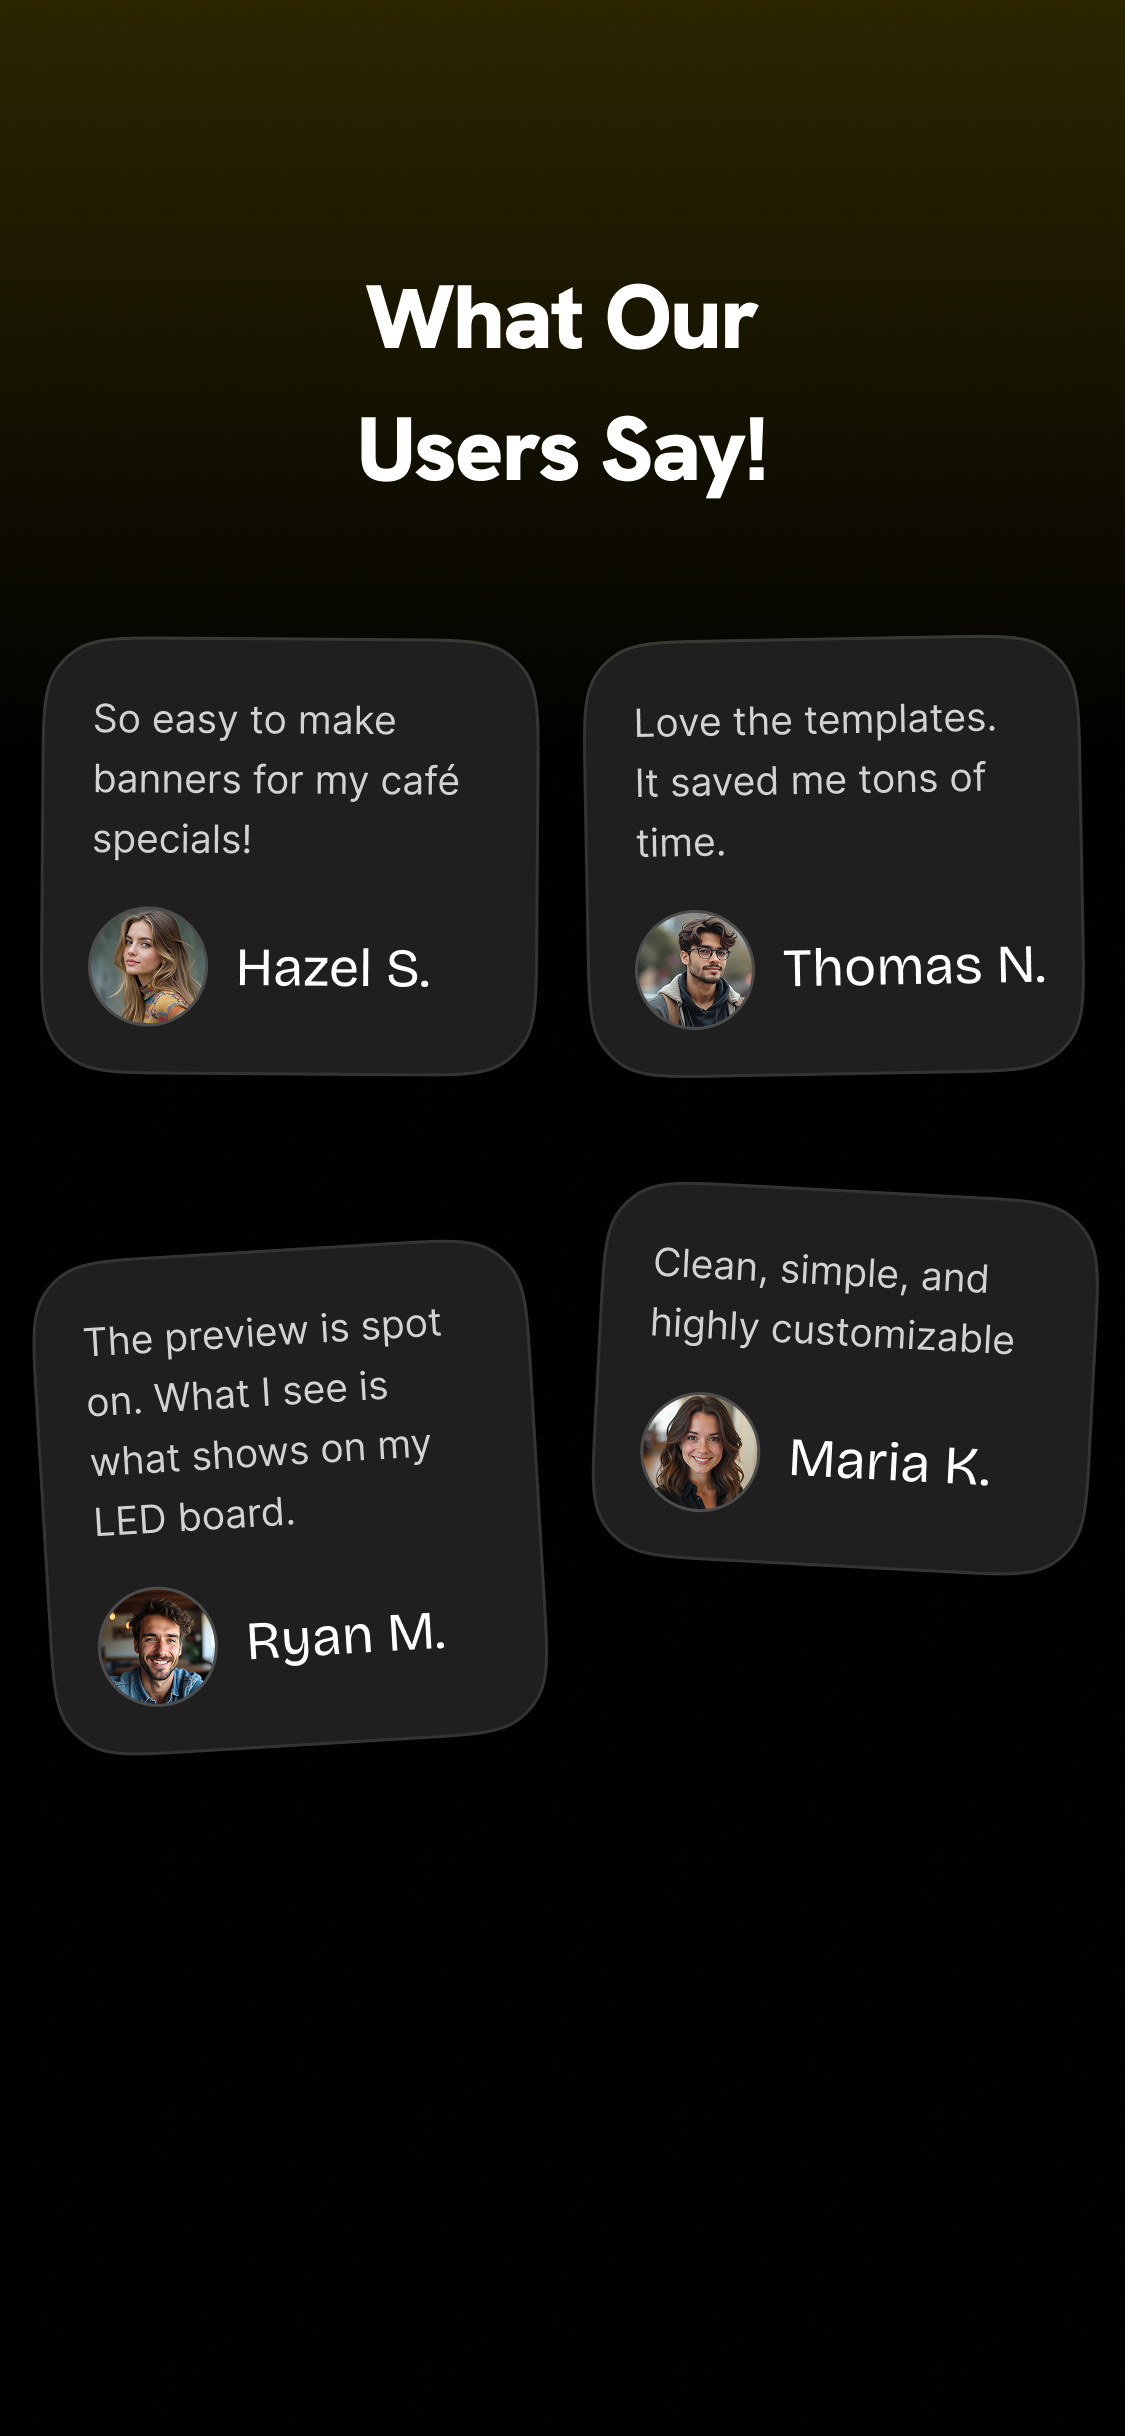 What Our
Users Say!
So easy to make
banners for my café
specials!
Hazel S.
Love the templates.
It saved me tons of
time.
Thomas N.
The preview is spot
on. What I see is
what shows on my
LED board.
Ryan M.
Clean, simple, and
highly customizable
Maria K.